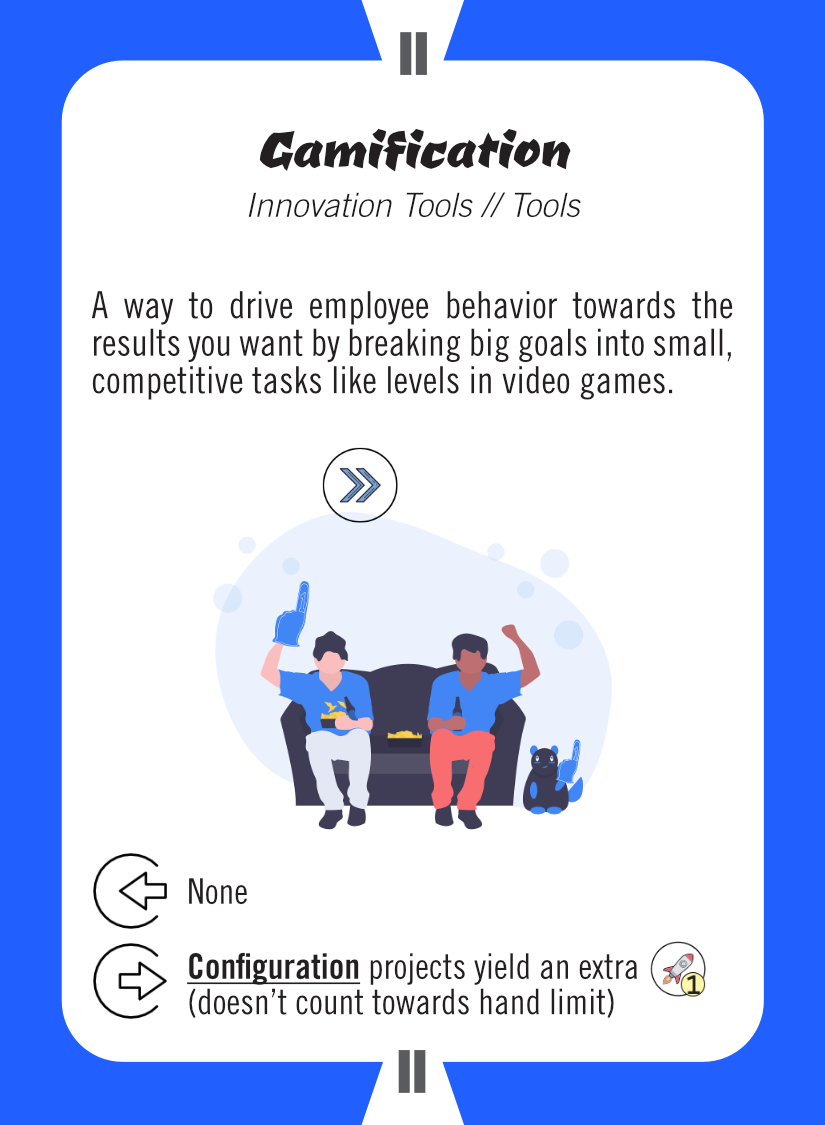 II
Gamification
Innovation Tools // Tools
A way to drive employee behavior towards the
results you want by breaking big goals into small,
competitive tasks like levels in video games.
None
Configuration projects yield an extra
1
(doesn't count towards hand limit)
II